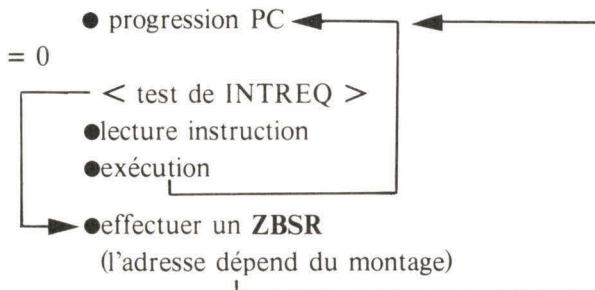 ● progression PC
= 0
< test de INTREQ >
●lecture instruction
●exécution
●effectuer un ZBSR
(l'adresse dépend du montage)